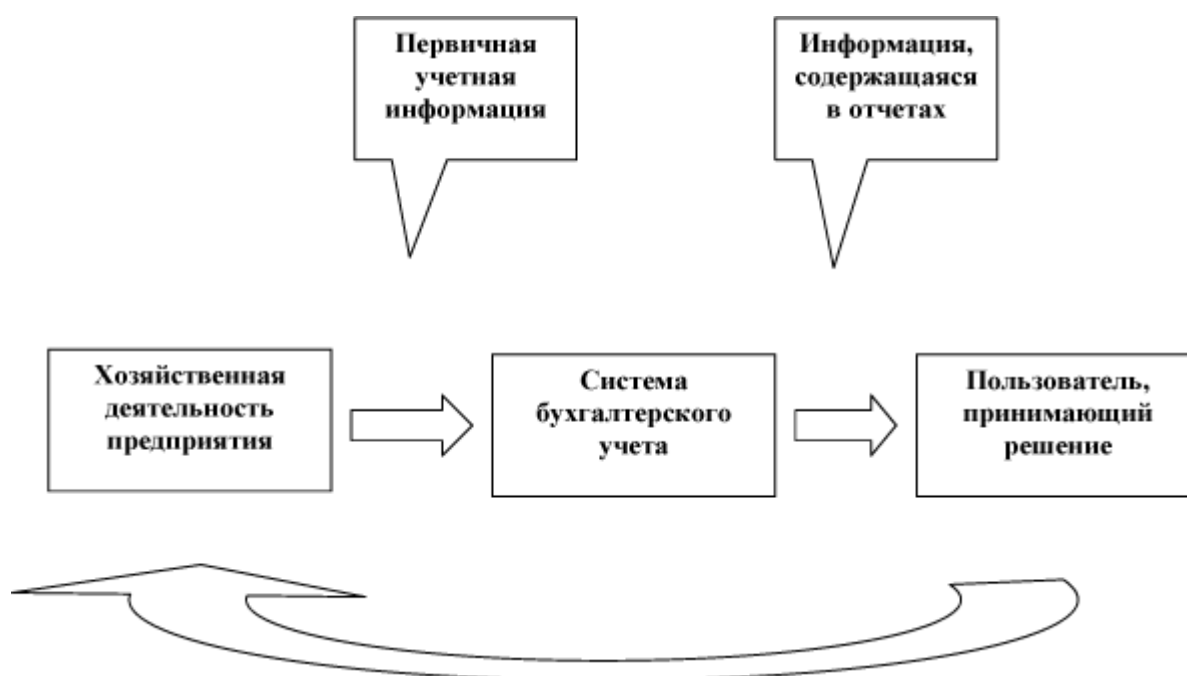 Первичная
учетная
информация
Информация,
содержащаяся
в отчетах
Хозяйственная
деятельность
предприятия
Система
бухгалтерского
учета
Пользователь,
принимающий
решение